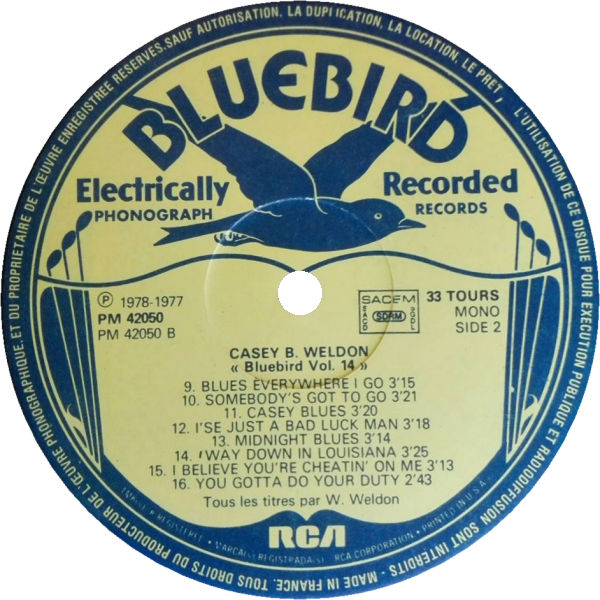 TOUS DROITS DU PRODUCTEUR DE L'ŒUVRE PHONOGRAPHIQUE, ET DU PROPRIETAIRE DE L'ŒUVRE ENREGISTREE RESERVES. SAUF AUTORISATION, LA DUPLICATION, LA LOCATION, LE PRET, L'UTILISATION DE CE DISQUE POUR EXECUTION PUBLIQUE ET RADIODIFFUSION SONT INTERDITS - MADE IN FRANCE.
BLUEBIRD
Electrically Recorded
PHONOGRAPH RECORDS
℗ 1978-1977
PM 42050
PM 42050 B
SACEM
SACD SDRM SGDL
33 TOURS
MONO
SIDE 2
CASEY B. WELDON
« Bluebird Vol. 14 »
9. BLUES EVERYWHERE I GO 3'15
10. SOMEBODY'S GOT TO GO 3'21
11. CASEY BLUES 3'20
12. I'SE JUST A BAD LUCK MAN 3'18
13. MIDNIGHT BLUES 3'14
14. 'WAY DOWN IN LOUISIANA 3'25
15. I BELIEVE YOU'RE CHEATIN' ON ME 3'13
16. YOU GOTTA DO YOUR DUTY 2'43
Tous les titres par W. Weldon
RCA
MARCA(S) REGISTRADA(S) - RCA CORPORATION - PRINTED IN U.S.A.